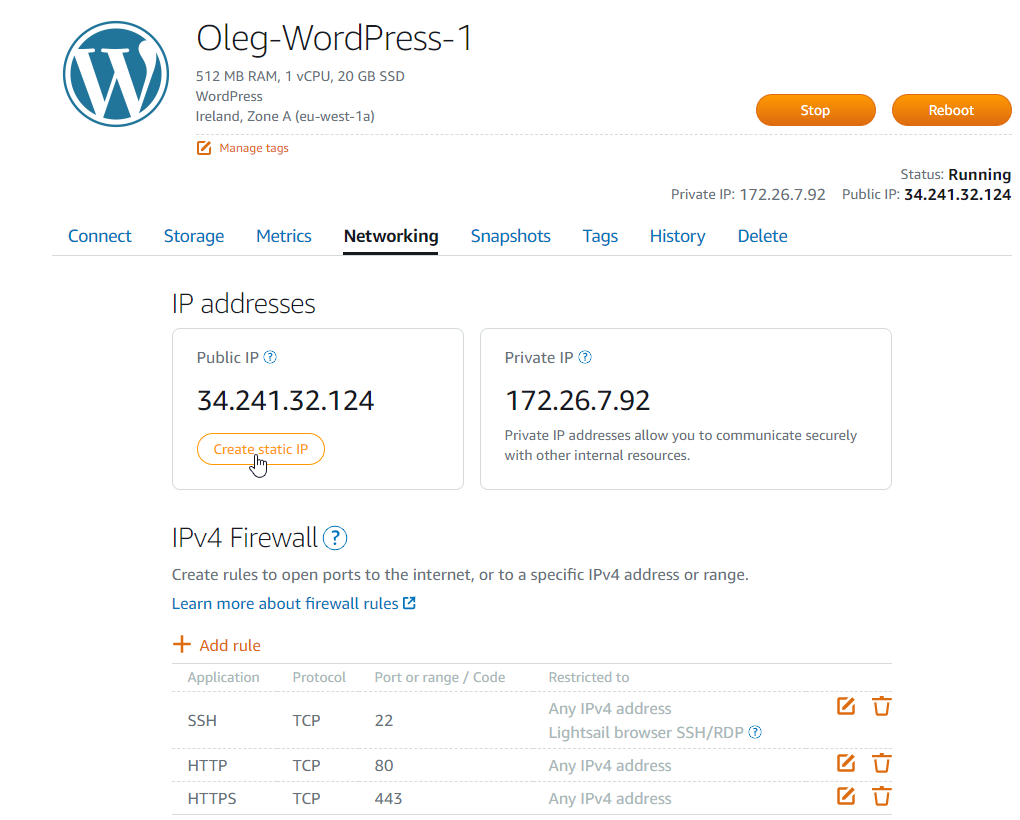 Oleg-WordPress-1
512 MB RAM, 1 vCPU, 20 GB SSD
WordPress
Ireland, Zone A (eu-west-1a)
Stop Reboot
Manage tags
Status: Running
Private IP: 172.26.7.92 Public IP: 34.241.32.124
Connect Storage Metrics Networking Snapshots Tags History Delete
IP addresses
Public IP ? Private IP ?
34.241.32.124 172.26.7.92
Create static IP
Private IP addresses allow you to communicate securely
with other internal resources.
IPv4 Firewall ?
Create rules to open ports to the internet, or to a specific IPv4 address or range.
Learn more about firewall rules
+ Add rule
Application Protocol Port or range / Code Restricted to
SSH TCP 22 Any IPv4 address
Lightsail browser SSH/RDP ?
HTTP TCP 80 Any IPv4 address
HTTPS TCP 443 Any IPv4 address